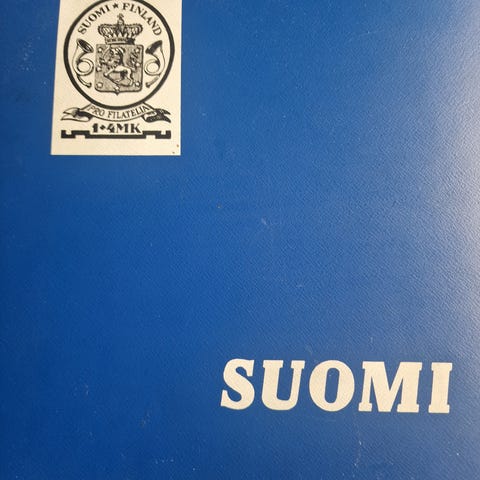 SUOMI ★ FINLAND
PRO FILATELIA
1+4MK
SUOMI